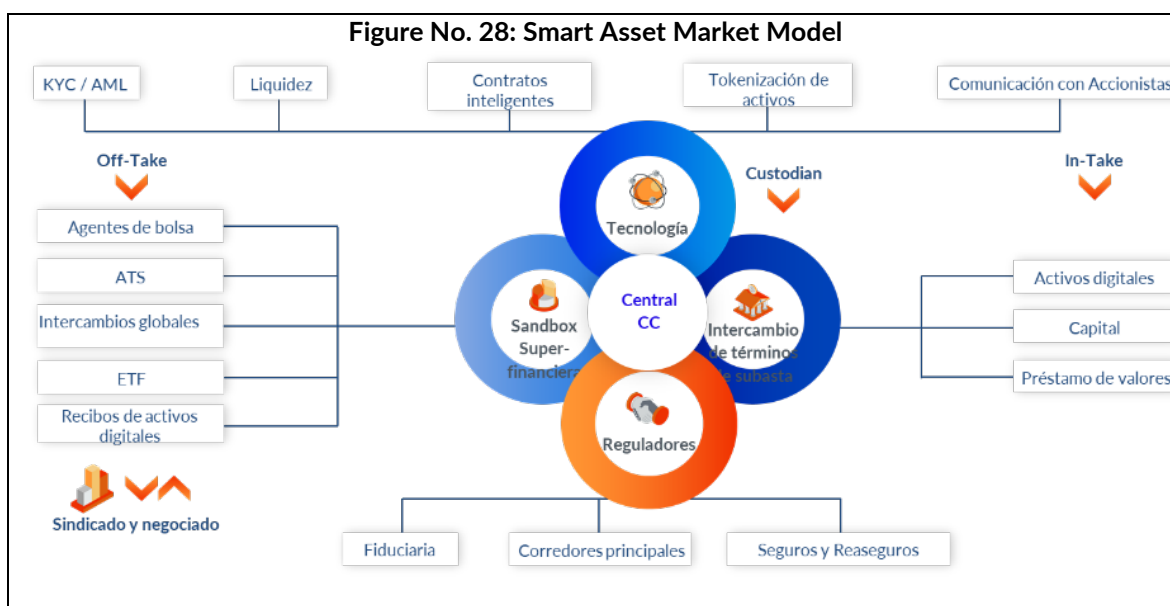 Figure No. 28: Smart Asset Market Model
KYC / AML
Liquidez
Contratos
inteligentes
Tokenización de
activos
Comunicación con Accionistas
Off-Take
Custodian
In-Take
Tecnología
Agentes de bolsa
ATS
Intercambios globales
ETF
Recibos de activos
digitales
Sindicado y negociado
Sandbox
Super-
financiera
Central
CC
Intercambio
de términos
de subasta
Activos digitales
Capital
Préstamo de valores
Reguladores
Fiduciaria
Corredores principales
Seguros y Reaseguros